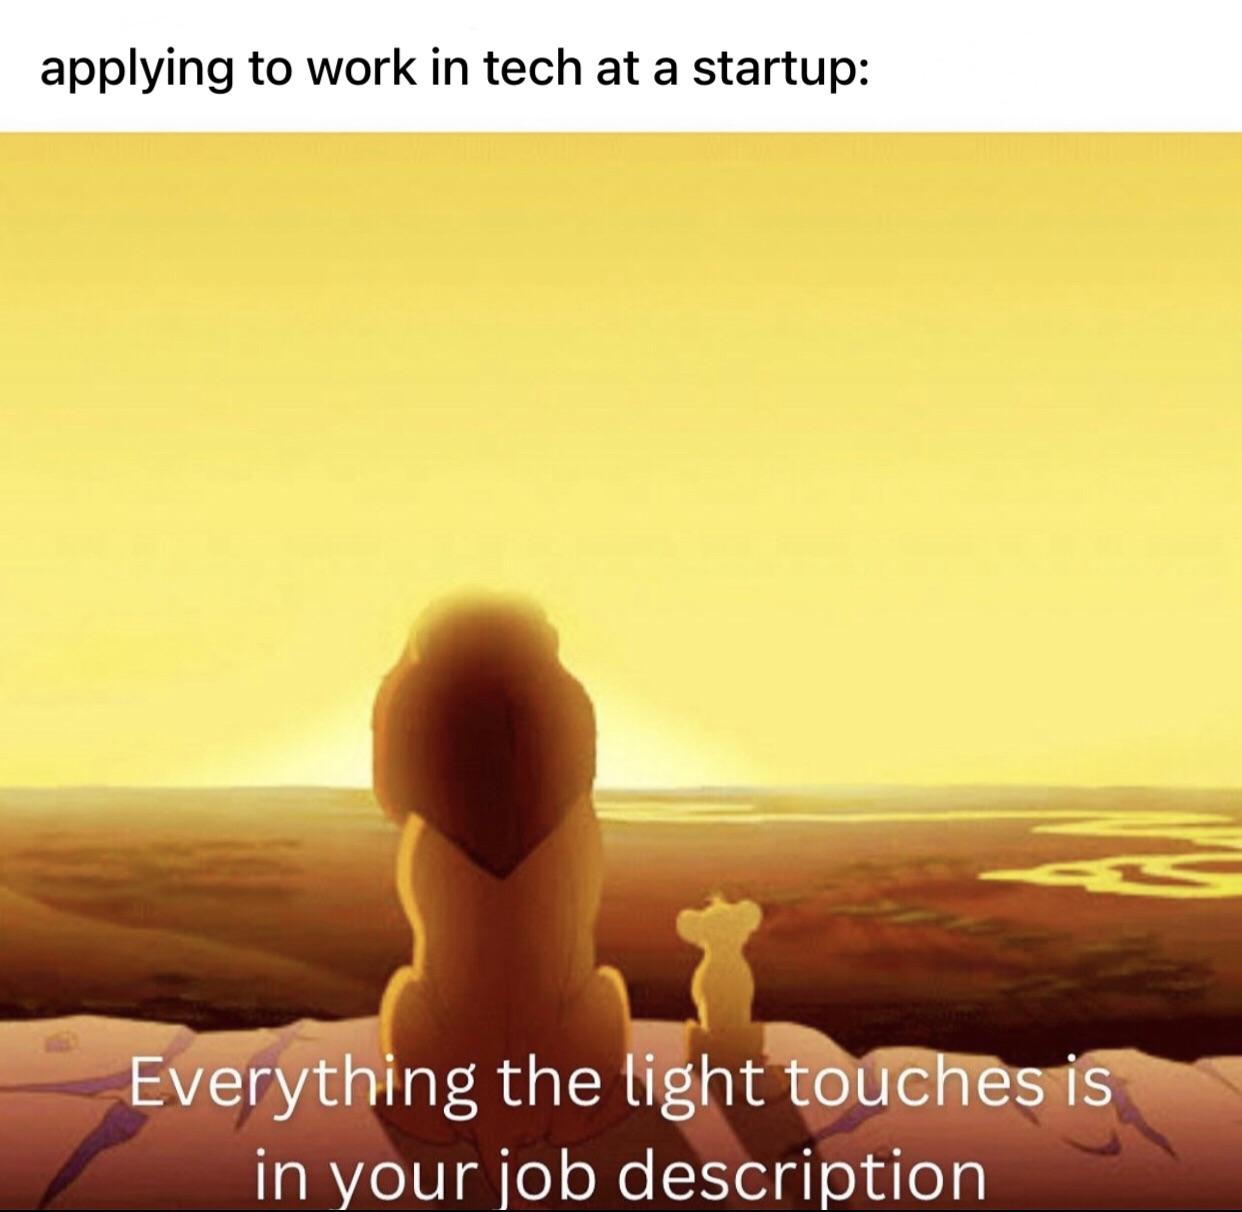 applying to work in tech at a startup:
Everything the light touches is
in your job description